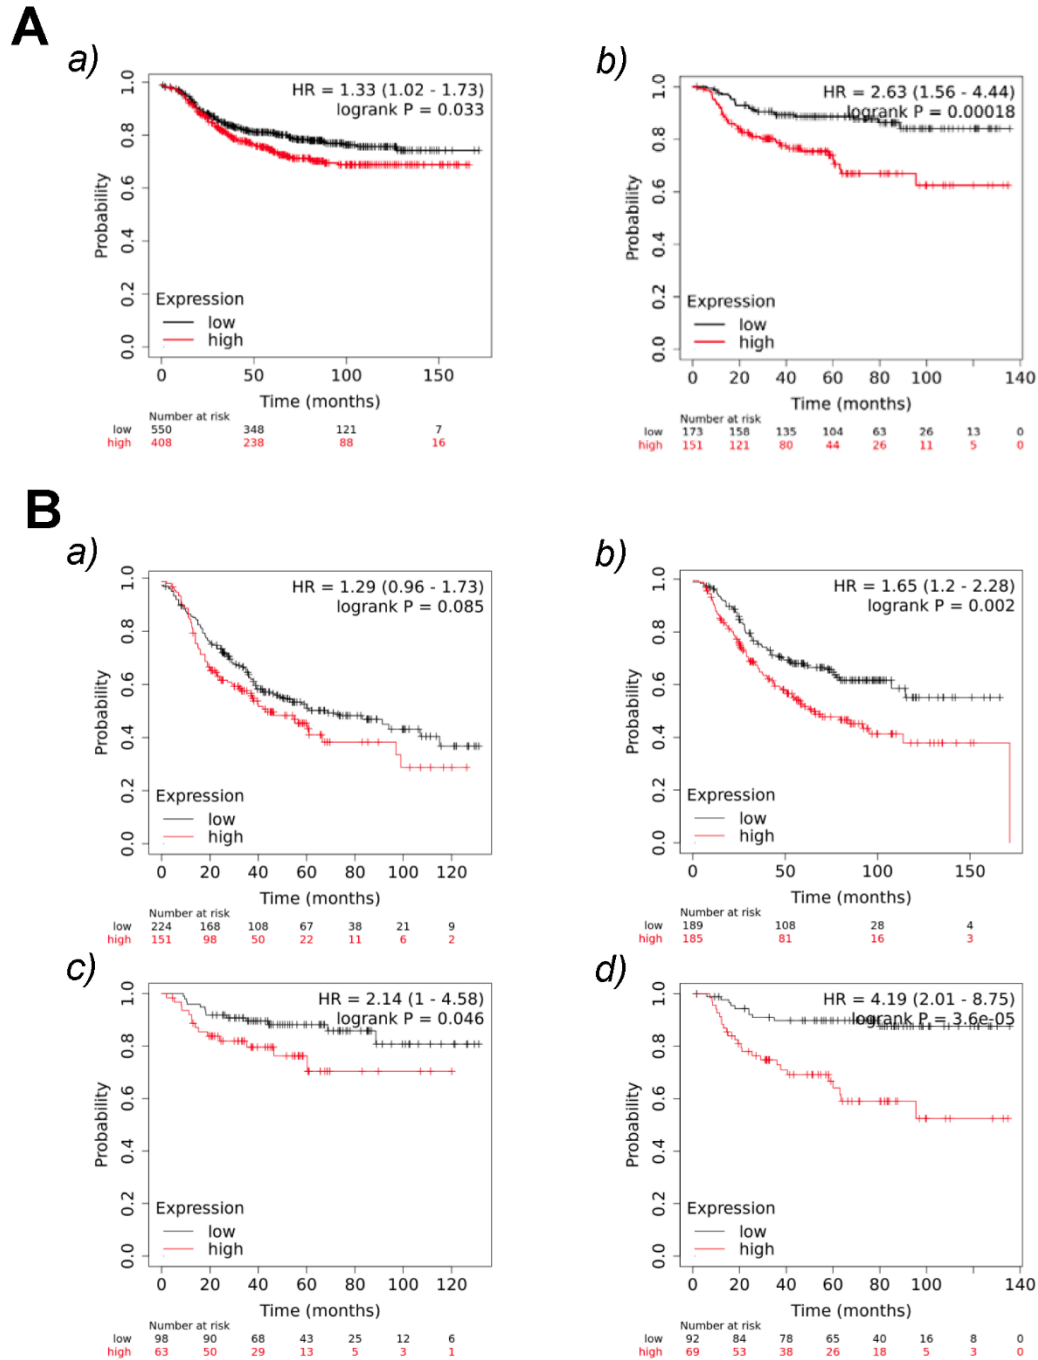 A
a)
HR = 1.33 (1.02 - 1.73)
logrank P = 0.033
Probability
1.0
0.8
0.6
0.4
0.2
0.0
Expression
low
high
0 50 100 150
Time (months)
Number at risk
low 550 348 121 7
high 408 238 88 16
b)
HR = 2.63 (1.56 - 4.44)
logrank P = 0.00018
Probability
1.0
0.8
0.6
0.4
0.2
0.0
Expression
low
high
0 20 40 60 80 100 140
Time (months)
Number at risk
low 173 158 135 104 63 26 13 0
high 151 121 80 44 26 11 5 0
B
a)
HR = 1.29 (0.96 - 1.73)
logrank P = 0.085
Probability
1.0
0.8
0.6
0.4
0.2
0.0
Expression
low
high
0 20 40 60 80 100 120
Time (months)
Number at risk
low 224 168 108 67 38 21 9
high 151 98 50 22 11 6 2
b)
HR = 1.65 (1.2 - 2.28)
logrank P = 0.002
Probability
1.0
0.8
0.6
0.4
0.2
0.0
Expression
low
high
0 50 100 150
Time (months)
Number at risk
low 189 108 28 4
high 185 81 16 3
c)
HR = 2.14 (1 - 4.58)
logrank P = 0.046
Probability
1.0
0.8
0.6
0.4
0.2
0.0
Expression
low
high
0 20 40 60 80 100 120
Time (months)
Number at risk
low 98 90 68 43 25 12 6
high 63 50 29 13 5 3 1
d)
HR = 4.19 (2.01 - 8.75)
logrank P = 3.6e-05
Probability
1.0
0.8
0.6
0.4
0.2
0.0
Expression
low
high
0 20 40 60 80 100 140
Time (months)
Number at risk
low 92 84 78 65 40 16 8 0
high 69 53 38 26 18 5 3 0